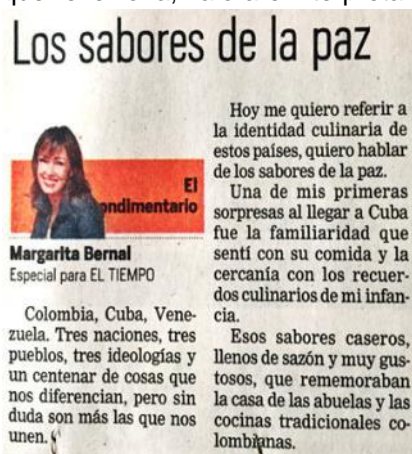 Los sabores de la paz
El
ondimentario
Margarita Bernal
Especial para EL TIEMPO
Colombia, Cuba, Vene-
zuela. Tres naciones, tres
pueblos, tres ideologías y
un centenar de cosas que
nos diferencian, pero sin
duda son más las que nos
unen.
Hoy me quiero referir a
la identidad culinaria de
estos países, quiero hablar
de los sabores de la paz.
Una de mis primeras
sorpresas al llegar a Cuba
fue la familiaridad que
sentí con su comida y la
cercanía con los recuer-
dos culinarios de mi infan-
cia.
Esos sabores caseros,
llenos de sazón y muy gus-
tosos, que rememoraban
la casa de las abuelas y las
cocinas tradicionales co-
lombianas.